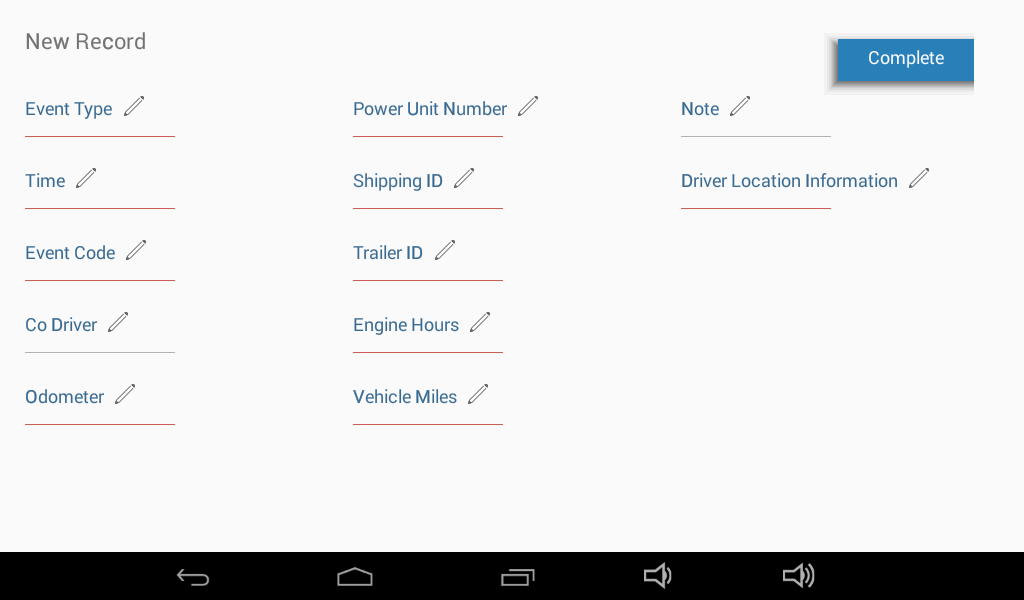 New Record
Complete
Event Type
Power Unit Number
Note
Time
Shipping ID
Driver Location Information
Event Code
Trailer ID
Co Driver
Engine Hours
Odometer
Vehicle Miles